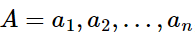 A = a₁, a₂, …, aₙ